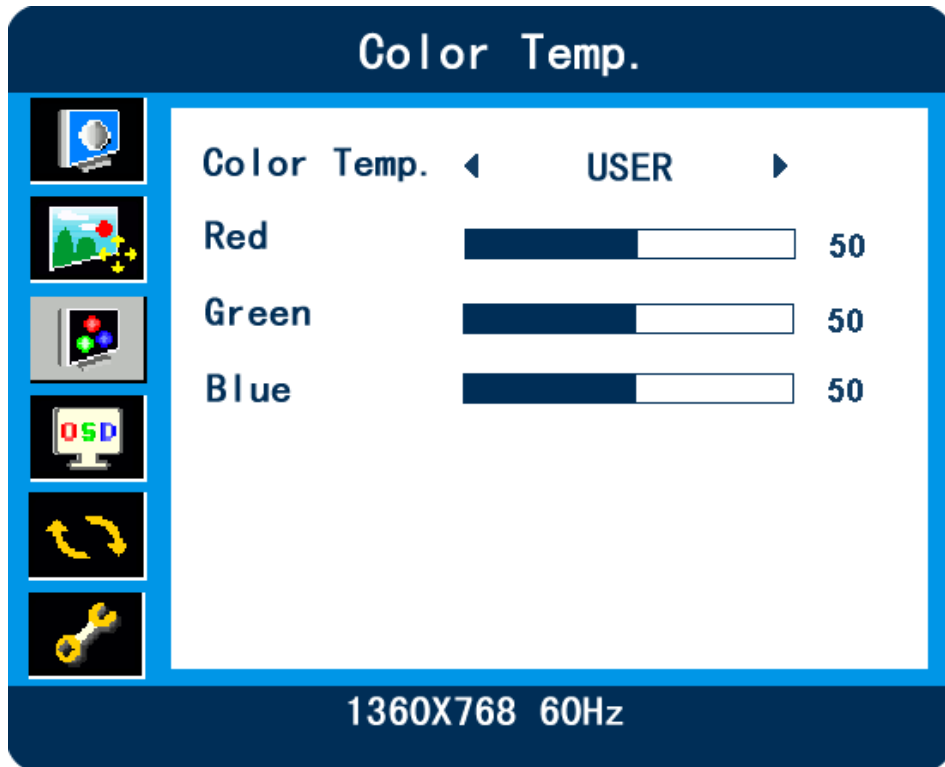 Color Temp.
Color Temp. USER
Red 50
Green 50
Blue 50
OSD
1360X768 60Hz